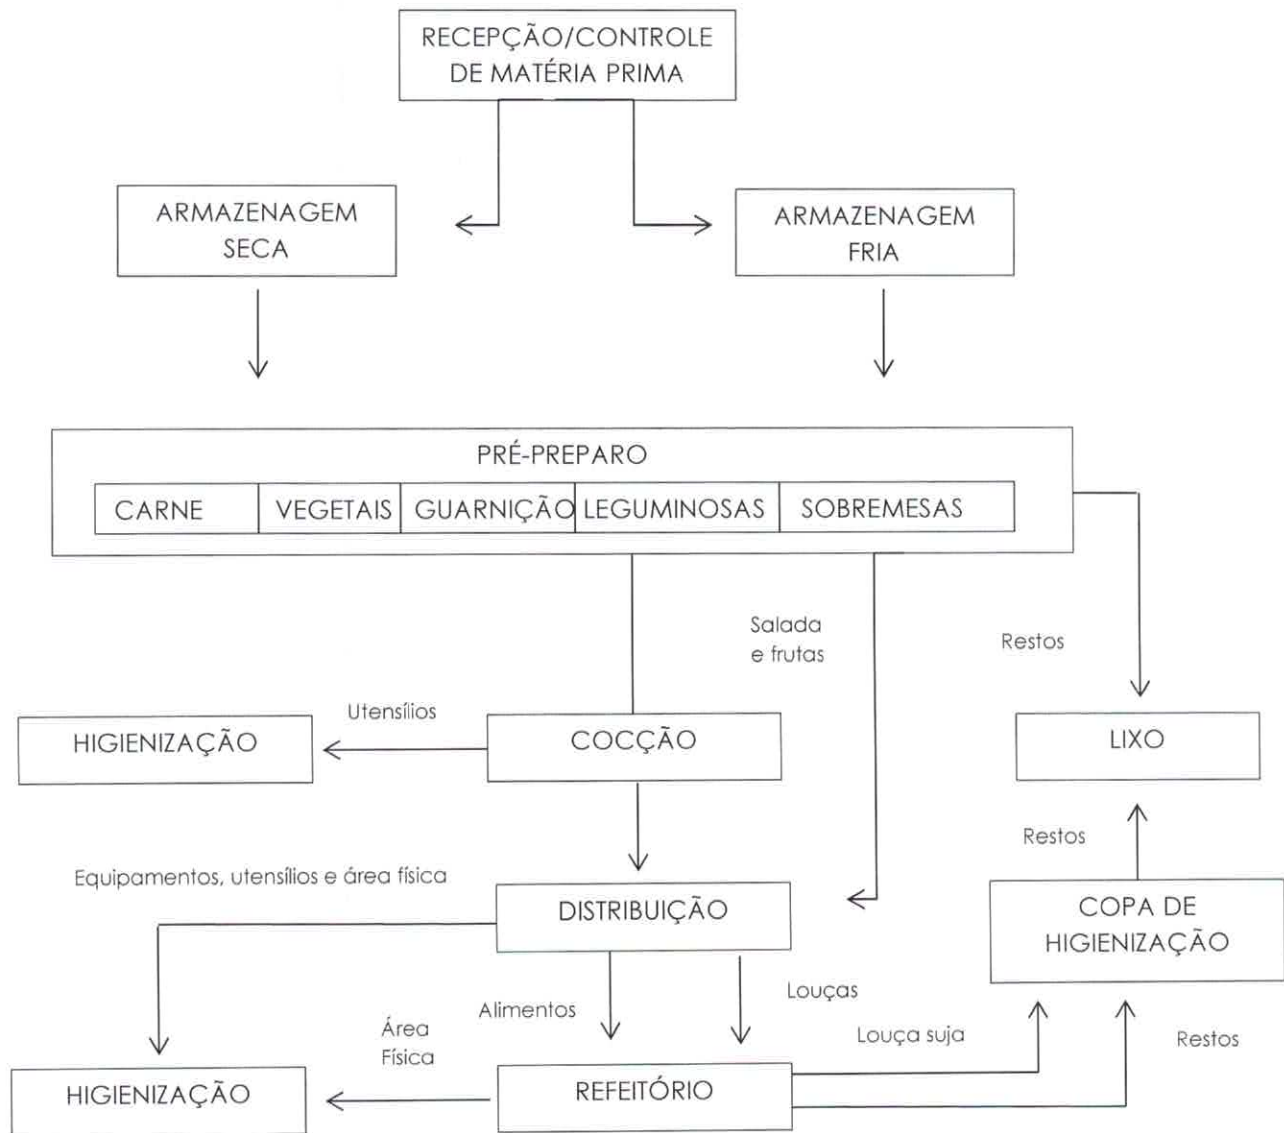 RECEPÇÃO/CONTROLE
DE MATÉRIA PRIMA
ARMAZENAGEM
SECA
ARMAZENAGEM
FRIA
PRÉ-PREPARO
CARNE
VEGETAIS
GUARNIÇÃO
LEGUMINOSAS
SOBREMESAS
Salada
e frutas
Restos
Utensílios
HIGIENIZAÇÃO
COCÇÃO
LIXO
Restos
Equipamentos, utensílios e área física
DISTRIBUIÇÃO
COPA DE
HIGIENIZAÇÃO
Alimentos
Louças
Área
Física
Louça suja
Restos
HIGIENIZAÇÃO
REFEITÓRIO